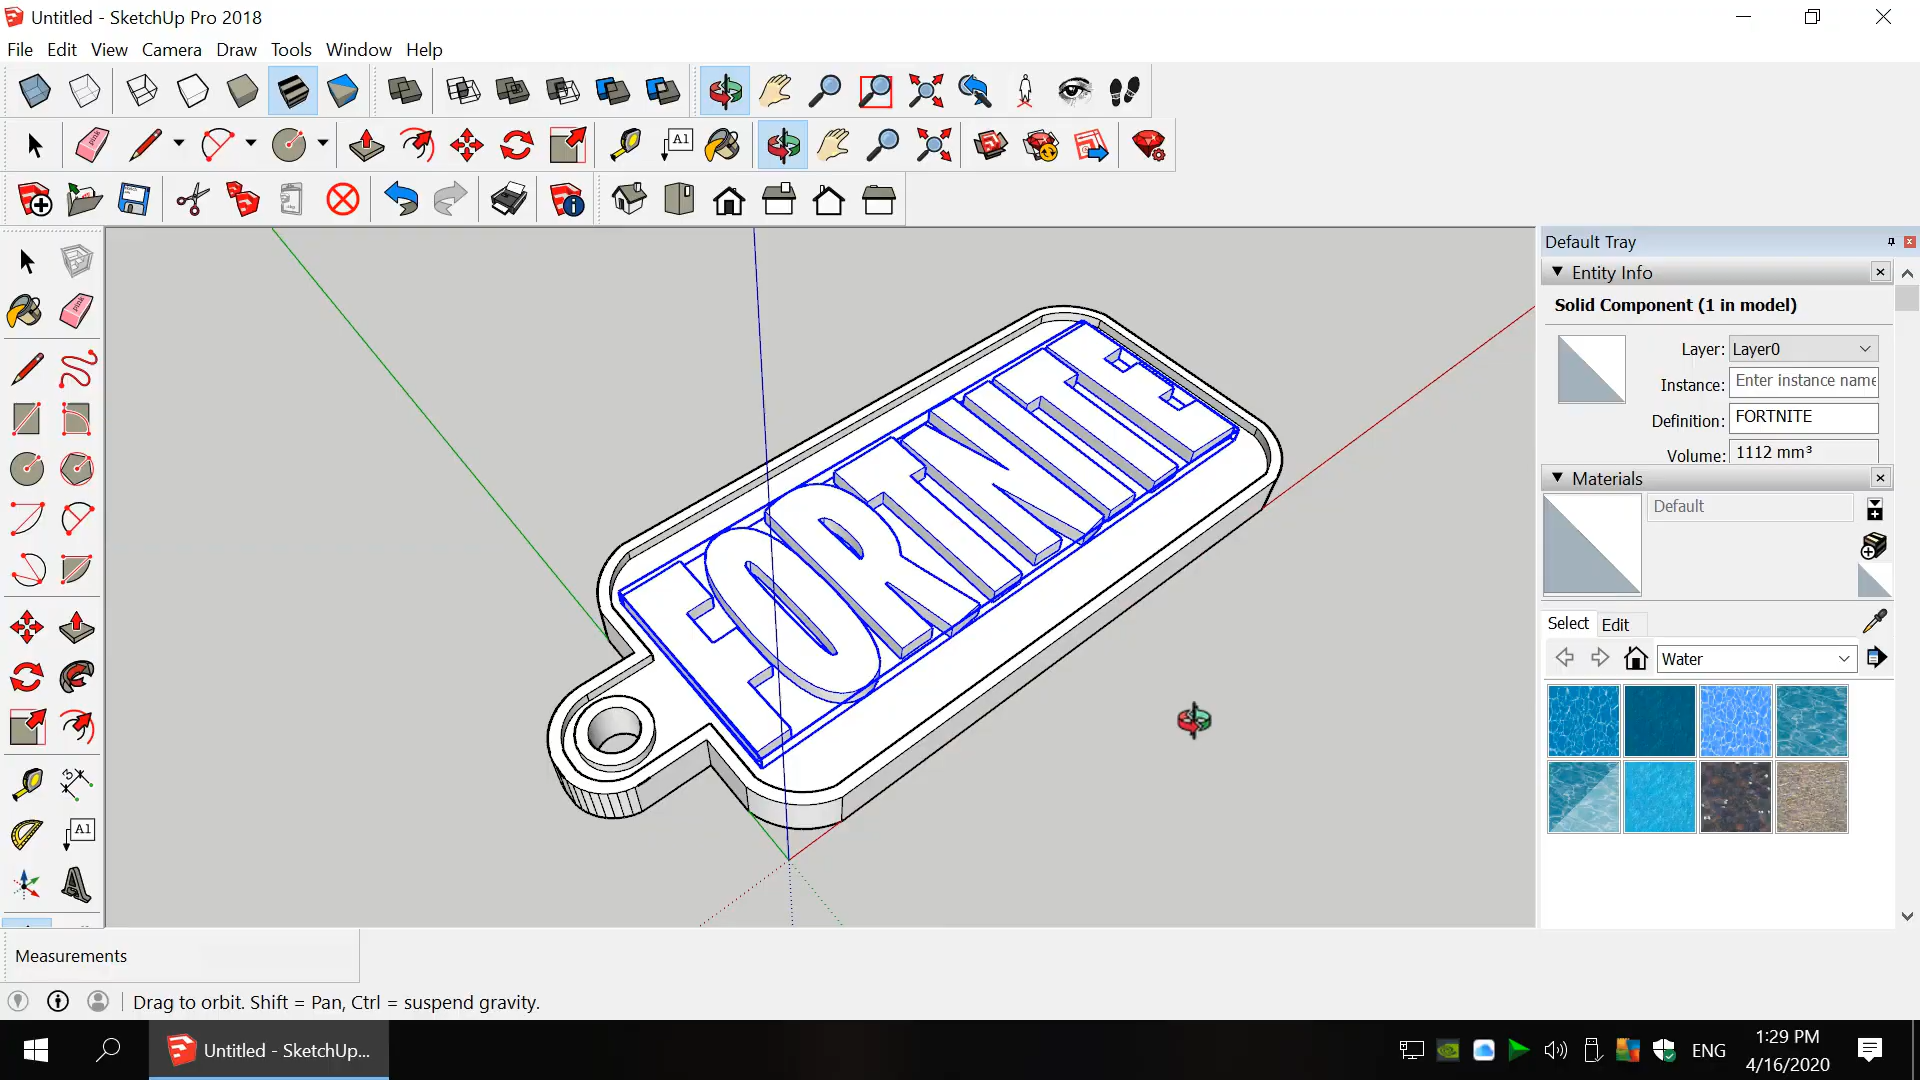 Untitled - SketchUp Pro 2018
File Edit View Camera Draw Tools Window Help
A1
Default Tray
Entity Info
Solid Component (1 in model)
Layer: Layer0
Instance: Enter instance name
Definition: FORTNITE
Volume: 1112 mm³
Materials
Default
Select Edit
Water
FORTNITE
A1
Measurements
Drag to orbit. Shift = Pan, Ctrl = suspend gravity.
Untitled - SketchUp...
ENG
1:29 PM
4/16/2020